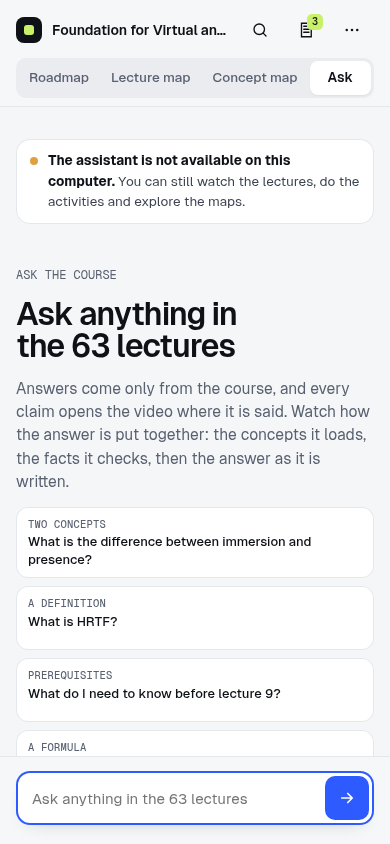 Foundation for Virtual an...
3
Roadmap
Lecture map
Concept map
Ask
The assistant is not available on this
computer. You can still watch the lectures, do the
activities and explore the maps.
ASK THE COURSE
Ask anything in
the 63 lectures
Answers come only from the course, and every
claim opens the video where it is said. Watch how
the answer is put together: the concepts it loads,
the facts it checks, then the answer as it is
written.
TWO CONCEPTS
What is the difference between immersion and
presence?
A DEFINITION
What is HRTF?
PREREQUISITES
What do I need to know before lecture 9?
A FORMULA
Ask anything in the 63 lectures